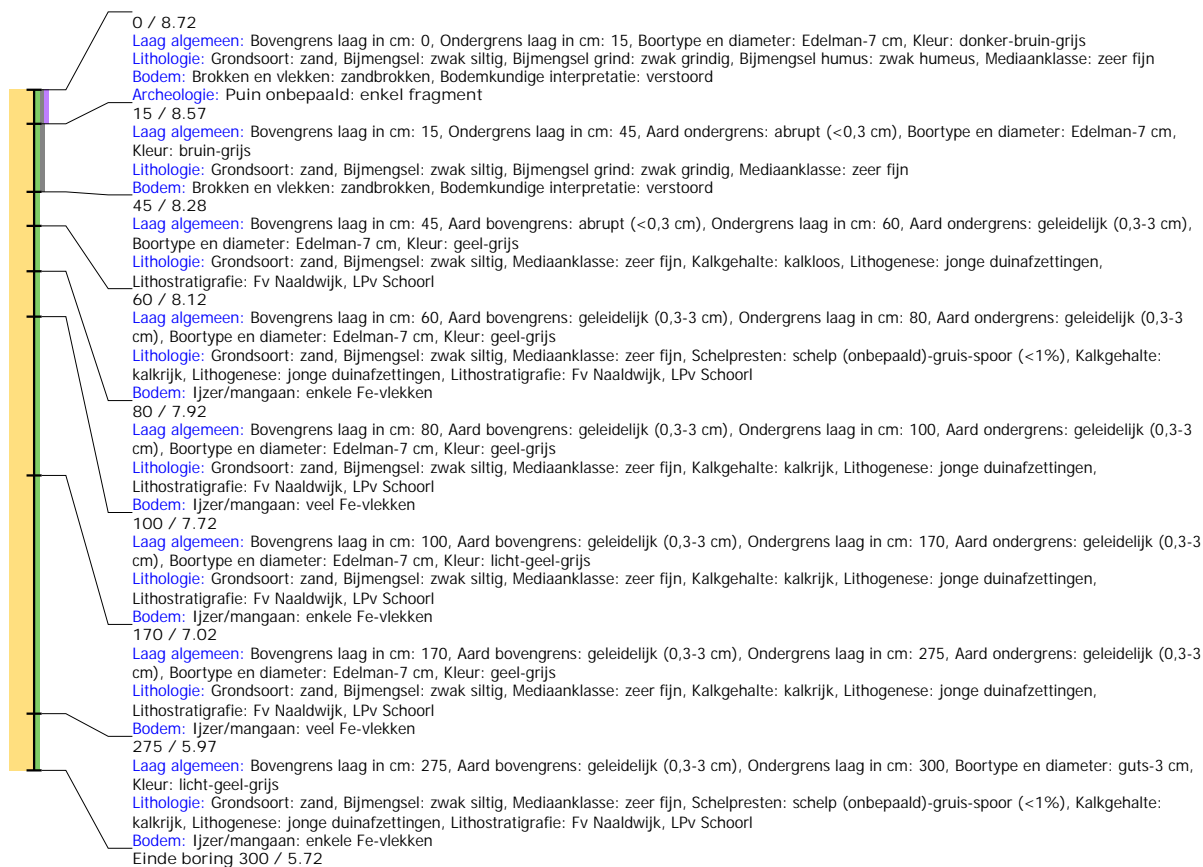 0 / 8.72
Laag algemeen: Bovengrens laag in cm: 0, Ondergrens laag in cm: 15, Boortype en diameter: Edelman-7 cm, Kleur: donker-bruin-grijs
Lithologie: Grondsoort: zand, Bijmengsel: zwak siltig, Bijmengsel grind: zwak grindig, Bijmengsel humus: zwak humeus, Mediaanklasse: zeer fijn
Bodem: Brokken en vlekken: zandbrokken, Bodemkundige interpretatie: verstoord
Archeologie: Puin onbepaald: enkel fragment
15 / 8.57
Laag algemeen: Bovengrens laag in cm: 15, Ondergrens laag in cm: 45, Aard ondergrens: abrupt (<0,3 cm), Boortype en diameter: Edelman-7 cm,
Kleur: bruin-grijs
Lithologie: Grondsoort: zand, Bijmengsel: zwak siltig, Bijmengsel grind: zwak grindig, Mediaanklasse: zeer fijn
Bodem: Brokken en vlekken: zandbrokken, Bodemkundige interpretatie: verstoord
45 / 8.28
Laag algemeen: Bovengrens laag in cm: 45, Aard bovengrens: abrupt (<0,3 cm), Ondergrens laag in cm: 60, Aard ondergrens: geleidelijk (0,3-3 cm),
Boortype en diameter: Edelman-7 cm, Kleur: geel-grijs
Lithologie: Grondsoort: zand, Bijmengsel: zwak siltig, Mediaanklasse: zeer fijn, Kalkgehalte: kalkloos, Lithogenese: jonge duinafzettingen,
Lithostratigrafie: Fv Naaldwijk, LPv Schoorl
60 / 8.12
Laag algemeen: Bovengrens laag in cm: 60, Aard bovengrens: geleidelijk (0,3-3 cm), Ondergrens laag in cm: 80, Aard ondergrens: geleidelijk (0,3-3
cm), Boortype en diameter: Edelman-7 cm, Kleur: geel-grijs
Lithologie: Grondsoort: zand, Bijmengsel: zwak siltig, Mediaanklasse: zeer fijn, Schelpresten: schelp (onbepaald)-gruis-spoor (<1%), Kalkgehalte:
kalkrijk, Lithogenese: jonge duinafzettingen, Lithostratigrafie: Fv Naaldwijk, LPv Schoorl
Bodem: Ijzer/mangaan: enkele Fe-vlekken
80 / 7.92
Laag algemeen: Bovengrens laag in cm: 80, Aard bovengrens: geleidelijk (0,3-3 cm), Ondergrens laag in cm: 100, Aard ondergrens: geleidelijk (0,3-3
cm), Boortype en diameter: Edelman-7 cm, Kleur: geel-grijs
Lithologie: Grondsoort: zand, Bijmengsel: zwak siltig, Mediaanklasse: zeer fijn, Kalkgehalte: kalkrijk, Lithogenese: jonge duinafzettingen,
Lithostratigrafie: Fv Naaldwijk, LPv Schoorl
Bodem: Ijzer/mangaan: veel Fe-vlekken
100 / 7.72
Laag algemeen: Bovengrens laag in cm: 100, Aard bovengrens: geleidelijk (0,3-3 cm), Ondergrens laag in cm: 170, Aard ondergrens: geleidelijk (0,3-3
cm), Boortype en diameter: Edelman-7 cm, Kleur: licht-geel-grijs
Lithologie: Grondsoort: zand, Bijmengsel: zwak siltig, Mediaanklasse: zeer fijn, Kalkgehalte: kalkrijk, Lithogenese: jonge duinafzettingen,
Lithostratigrafie: Fv Naaldwijk, LPv Schoorl
Bodem: Ijzer/mangaan: enkele Fe-vlekken
170 / 7.02
Laag algemeen: Bovengrens laag in cm: 170, Aard bovengrens: geleidelijk (0,3-3 cm), Ondergrens laag in cm: 275, Aard ondergrens: geleidelijk (0,3-3
cm), Boortype en diameter: Edelman-7 cm, Kleur: geel-grijs
Lithologie: Grondsoort: zand, Bijmengsel: zwak siltig, Mediaanklasse: zeer fijn, Kalkgehalte: kalkrijk, Lithogenese: jonge duinafzettingen,
Lithostratigrafie: Fv Naaldwijk, LPv Schoorl
Bodem: Ijzer/mangaan: veel Fe-vlekken
275 / 5.97
Laag algemeen: Bovengrens laag in cm: 275, Aard bovengrens: geleidelijk (0,3-3 cm), Ondergrens laag in cm: 300, Boortype en diameter: guts-3 cm,
Kleur: licht-geel-grijs
Lithologie: Grondsoort: zand, Bijmengsel: zwak siltig, Mediaanklasse: zeer fijn, Schelpresten: schelp (onbepaald)-gruis-spoor (<1%), Kalkgehalte:
kalkrijk, Lithogenese: jonge duinafzettingen, Lithostratigrafie: Fv Naaldwijk, LPv Schoorl
Bodem: Ijzer/mangaan: enkele Fe-vlekken
Einde boring 300 / 5.72